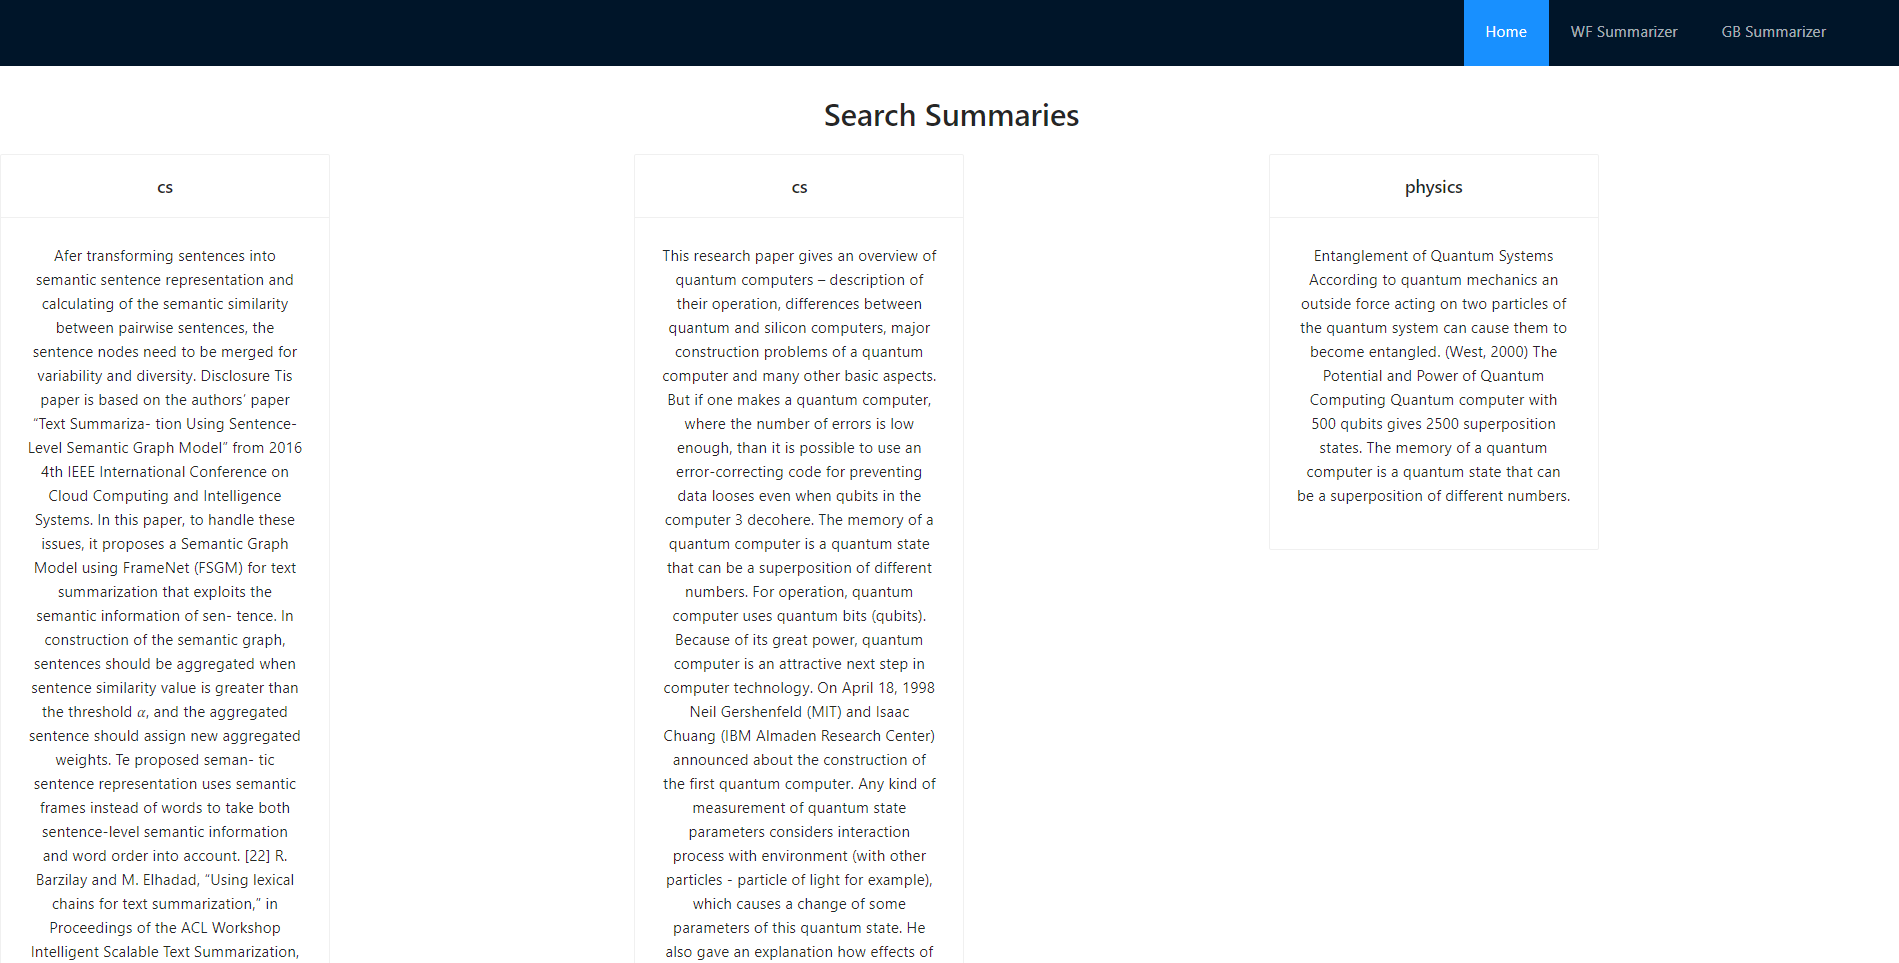 Home
WF Summarizer
GB Summarizer
Search Summaries
cs
Afer transforming sentences into
semantic sentence representation and
calculating of the semantic similarity
between pairwise sentences, the
sentence nodes need to be merged for
variability and diversity. Disclosure Tis
paper is based on the authors’ paper
“Text Summariza- tion Using Sentence-
Level Semantic Graph Model” from 2016
4th IEEE International Conference on
Cloud Computing and Intelligence
Systems. In this paper, to handle these
issues, it proposes a Semantic Graph
Model using FrameNet (FSGM) for text
summarization that exploits the
semantic information of sen- tence. In
construction of the semantic graph,
sentences should be aggregated when
sentence similarity value is greater than
the threshold 𝛼, and the aggregated
sentence should assign new aggregated
weights. Te proposed seman- tic
sentence representation uses semantic
frames instead of words to take both
sentence-level semantic information
and word order into account. [22] R.
Barzilay and M. Elhadad, “Using lexical
chains for text summarization,” in
Proceedings of the ACL Workshop
Intelligent Scalable Text Summarization,
cs
This research paper gives an overview of
quantum computers – description of
their operation, differences between
quantum and silicon computers, major
construction problems of a quantum
computer and many other basic aspects.
But if one makes a quantum computer,
where the number of errors is low
enough, than it is possible to use an
error-correcting code for preventing
data looses even when qubits in the
computer 3 decohere. The memory of a
quantum computer is a quantum state
that can be a superposition of different
numbers. For operation, quantum
computer uses quantum bits (qubits).
Because of its great power, quantum
computer is an attractive next step in
computer technology. On April 18, 1998
Neil Gershenfeld (MIT) and Isaac
Chuang (IBM Almaden Research Center)
announced about the construction of
the first quantum computer. Any kind of
measurement of quantum state
parameters considers interaction
process with environment (with other
particles - particle of light for example),
which causes a change of some
parameters of this quantum state. He
also gave an explanation how effects of
physics
Entanglement of Quantum Systems
According to quantum mechanics an
outside force acting on two particles of
the quantum system can cause them to
become entangled. (West, 2000) The
Potential and Power of Quantum
Computing Quantum computer with
500 qubits gives 2500 superposition
states. The memory of a quantum
computer is a quantum state that can
be a superposition of different numbers.